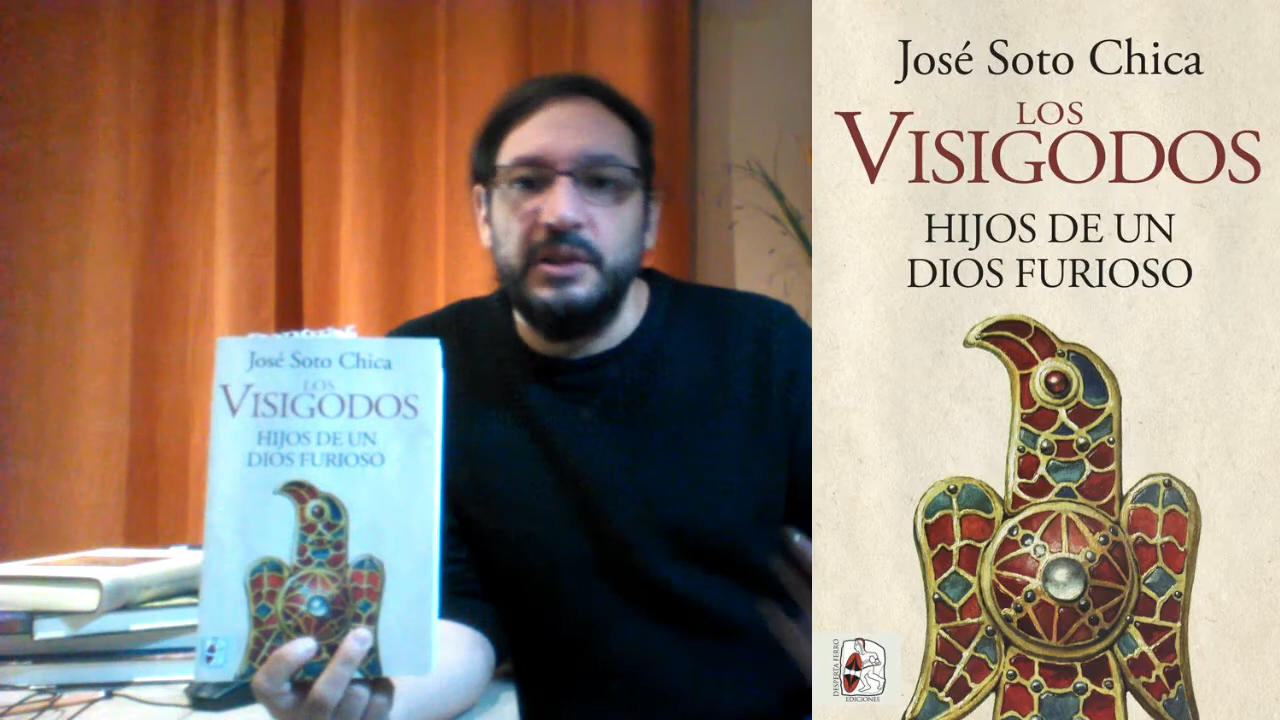 José Soto Chica
LOS
VISIGODOS
HIJOS DE UN
DIOS FURIOSO
José Soto Chica
LOS
VISIGODOS
HIJOS DE UN
DIOS FURIOSO
DESPERTA FERRO
EDICIONES